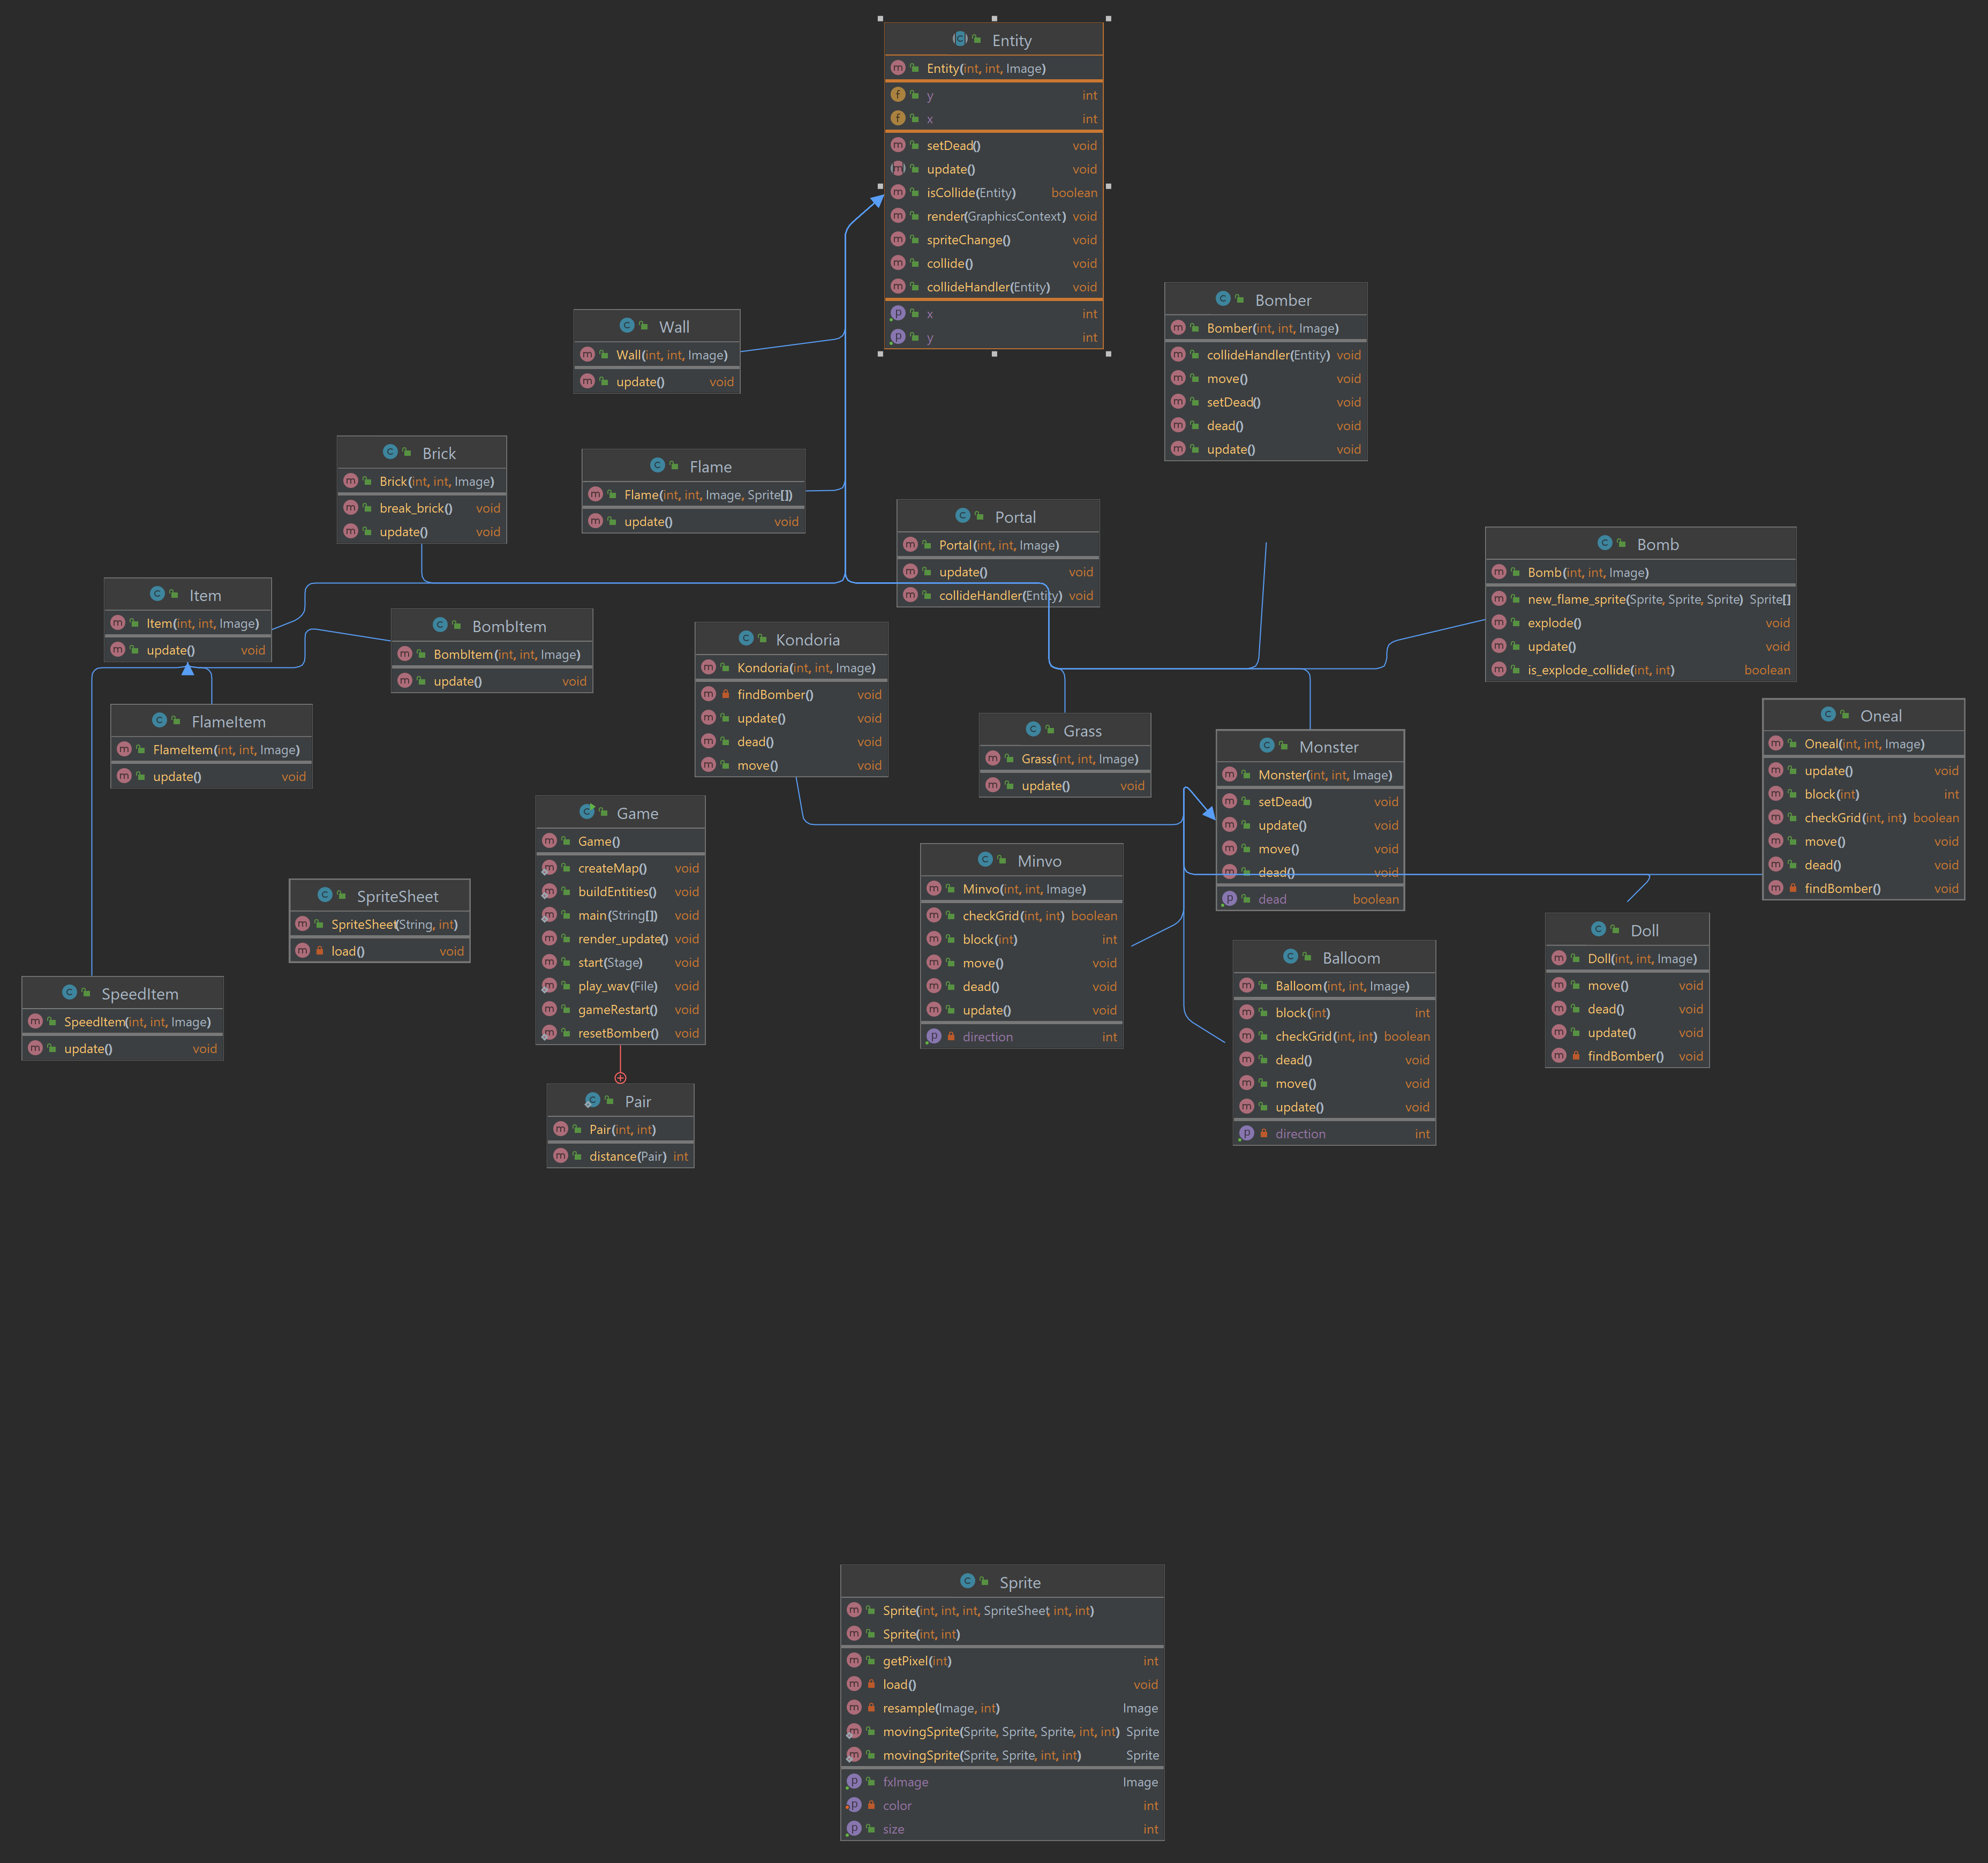 Entity
Entity(int, int, Image)
y int
x int
setDead() void
update() void
isCollide(Entity) boolean
render(GraphicsContext) void
spriteChange() void
collide() void
collideHandler(Entity) void
x int
y int
Bomber
Bomber(int, int, Image)
collideHandler(Entity) void
move() void
setDead() void
dead() void
update() void
Wall
Wall(int, int, Image)
update() void
Brick
Brick(int, int, Image)
break_brick() void
update() void
Flame
Flame(int, int, Image, Sprite[])
update() void
Portal
Portal(int, int, Image)
update() void
collideHandler(Entity) void
Bomb
Bomb(int, int, Image)
new_flame_sprite(Sprite, Sprite, Sprite) Sprite[]
explode() void
update() void
is_explode_collide(int, int) boolean
Item
Item(int, int, Image)
update() void
BombItem
BombItem(int, int, Image)
update() void
Kondoria
Kondoria(int, int, Image)
findBomber() void
update() void
dead() void
move() void
FlameItem
FlameItem(int, int, Image)
update() void
Grass
Grass(int, int, Image)
update() void
Monster
Monster(int, int, Image)
setDead() void
update() void
move() void
dead() void
dead boolean
Oneal
Oneal(int, int, Image)
update() void
block(int) int
checkGrid(int, int) boolean
move() void
dead() void
findBomber() void
Game
Game()
createMap() void
buildEntities() void
main(String[]) void
render_update() void
start(Stage) void
play_wav(File) void
gameRestart() void
resetBomber() void
Minvo
Minvo(int, int, Image)
checkGrid(int, int) boolean
block(int) int
move() void
dead() void
update() void
direction int
SpriteSheet
SpriteSheet(String, int)
load() void
Doll
Doll(int, int, Image)
move() void
dead() void
update() void
findBomber() void
Balloom
Balloom(int, int, Image)
block(int) int
checkGrid(int, int) boolean
dead() void
move() void
update() void
direction int
SpeedItem
SpeedItem(int, int, Image)
update() void
Pair
Pair(int, int)
distance(Pair) int
Sprite
Sprite(int, int, int, SpriteSheet, int, int)
Sprite(int, int)
getPixel(int) int
load() void
resample(Image, int) Image
movingSprite(Sprite, Sprite, Sprite, int, int) Sprite
movingSprite(Sprite, Sprite, int, int) Sprite
fxImage Image
color int
size int